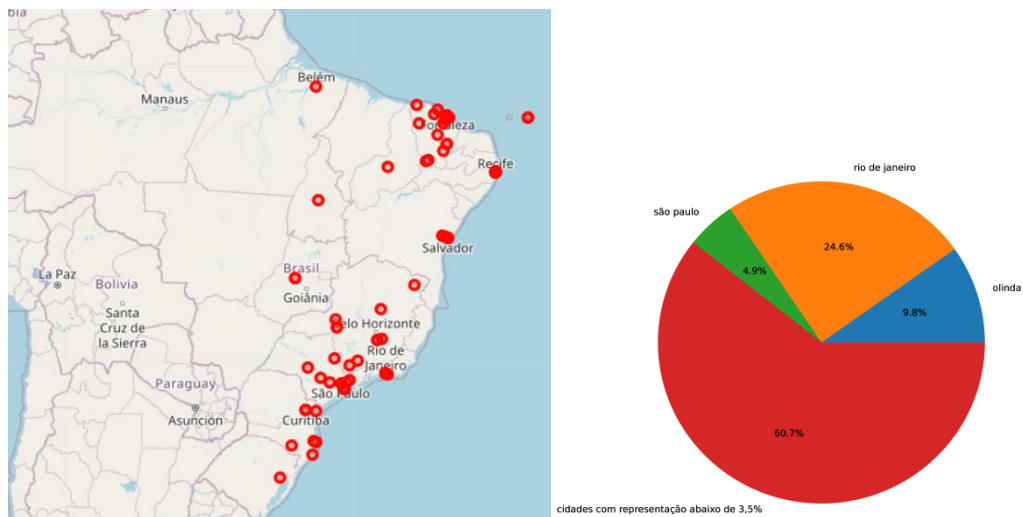 bia
Belém
Manaus
Fortaleza
Recife
Salvador
La Paz
Bolivia
Brasil
Goiânia
Santa
Cruz de
la Sierra
Belo Horizonte
Rio de
Janeiro
Paraguay
São Paulo
Asunción
Curitiba
rio de janeiro
são paulo
24.6%
4.9%
olinda
9.8%
60.7%
cidades com representação abaixo de 3,5%